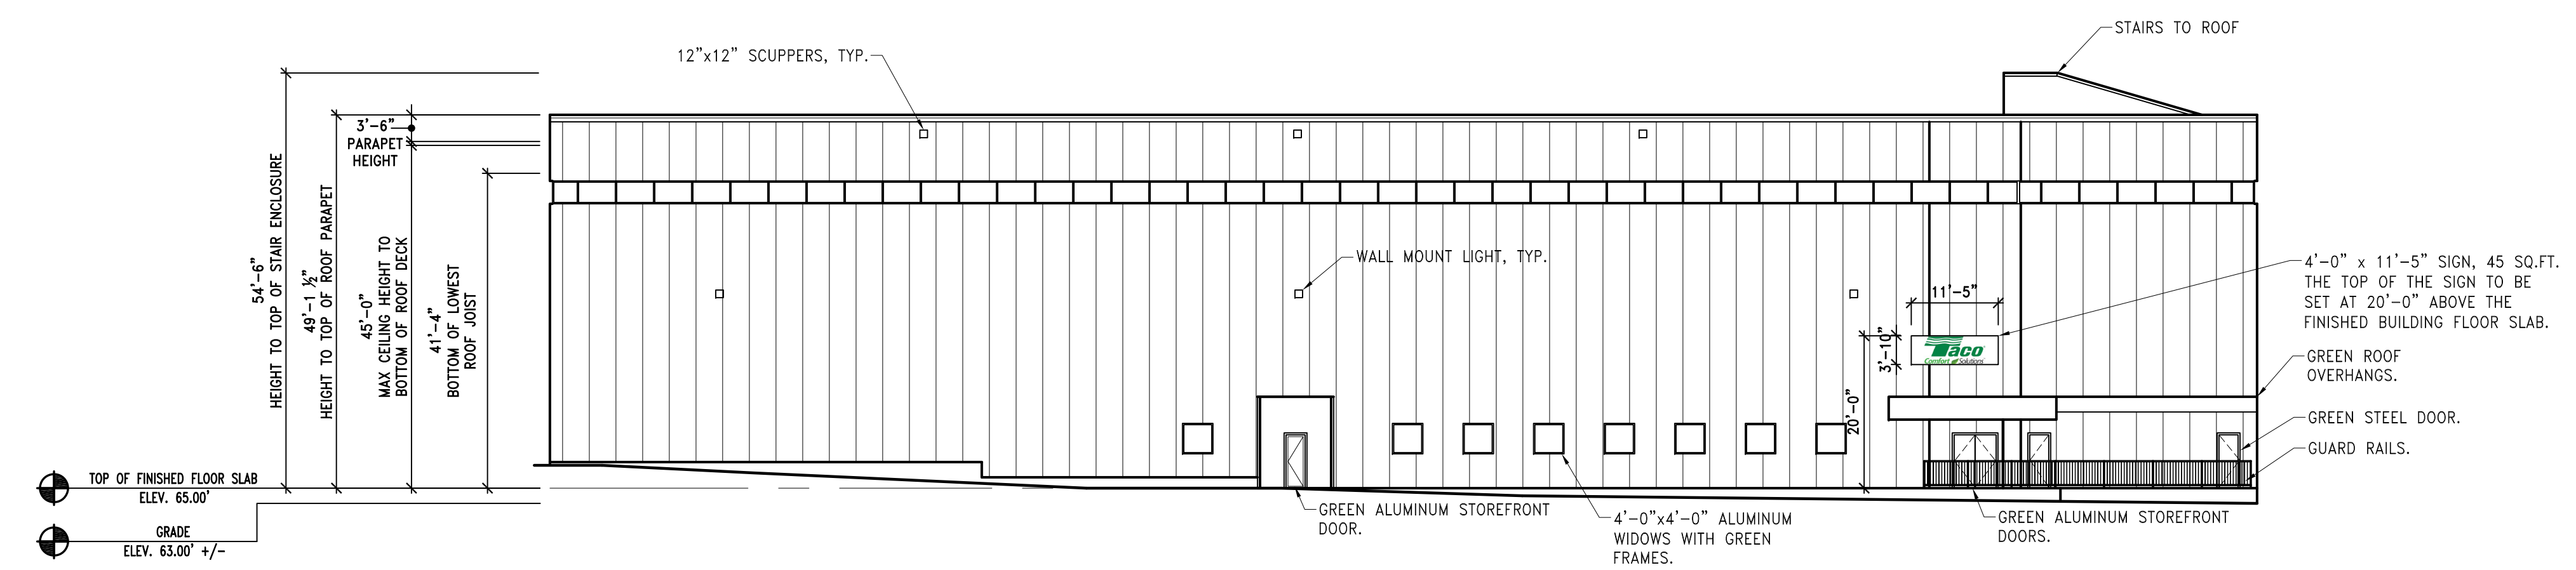 STAIRS TO ROOF
12"x12" SCUPPERS, TYP.
3'-6"
PARAPET
HEIGHT
54'-6"
HEIGHT TO TOP OF STAIR ENCLOSURE
49'-1 ½"
HEIGHT TO TOP OF ROOF PARAPET
45'-0"
MAX CEILING HEIGHT TO
BOTTOM OF ROOF DECK
41'-4"
BOTTOM OF LOWEST
ROOF JOIST
WALL MOUNT LIGHT, TYP.
4'-0" x 11'-5" SIGN, 45 SQ.FT.
THE TOP OF THE SIGN TO BE
SET AT 20'-0" ABOVE THE
FINISHED BUILDING FLOOR SLAB.
11'-5"
3'-10"
Taco
Comfort Solutions
20'-0"
GREEN ROOF
OVERHANGS.
GREEN STEEL DOOR.
GUARD RAILS.
TOP OF FINISHED FLOOR SLAB
ELEV. 65.00'
GRADE
ELEV. 63.00' +/-
GREEN ALUMINUM STOREFRONT
DOOR.
4'-0"x4'-0" ALUMINUM
WIDOWS WITH GREEN
FRAMES.
GREEN ALUMINUM STOREFRONT
DOORS.